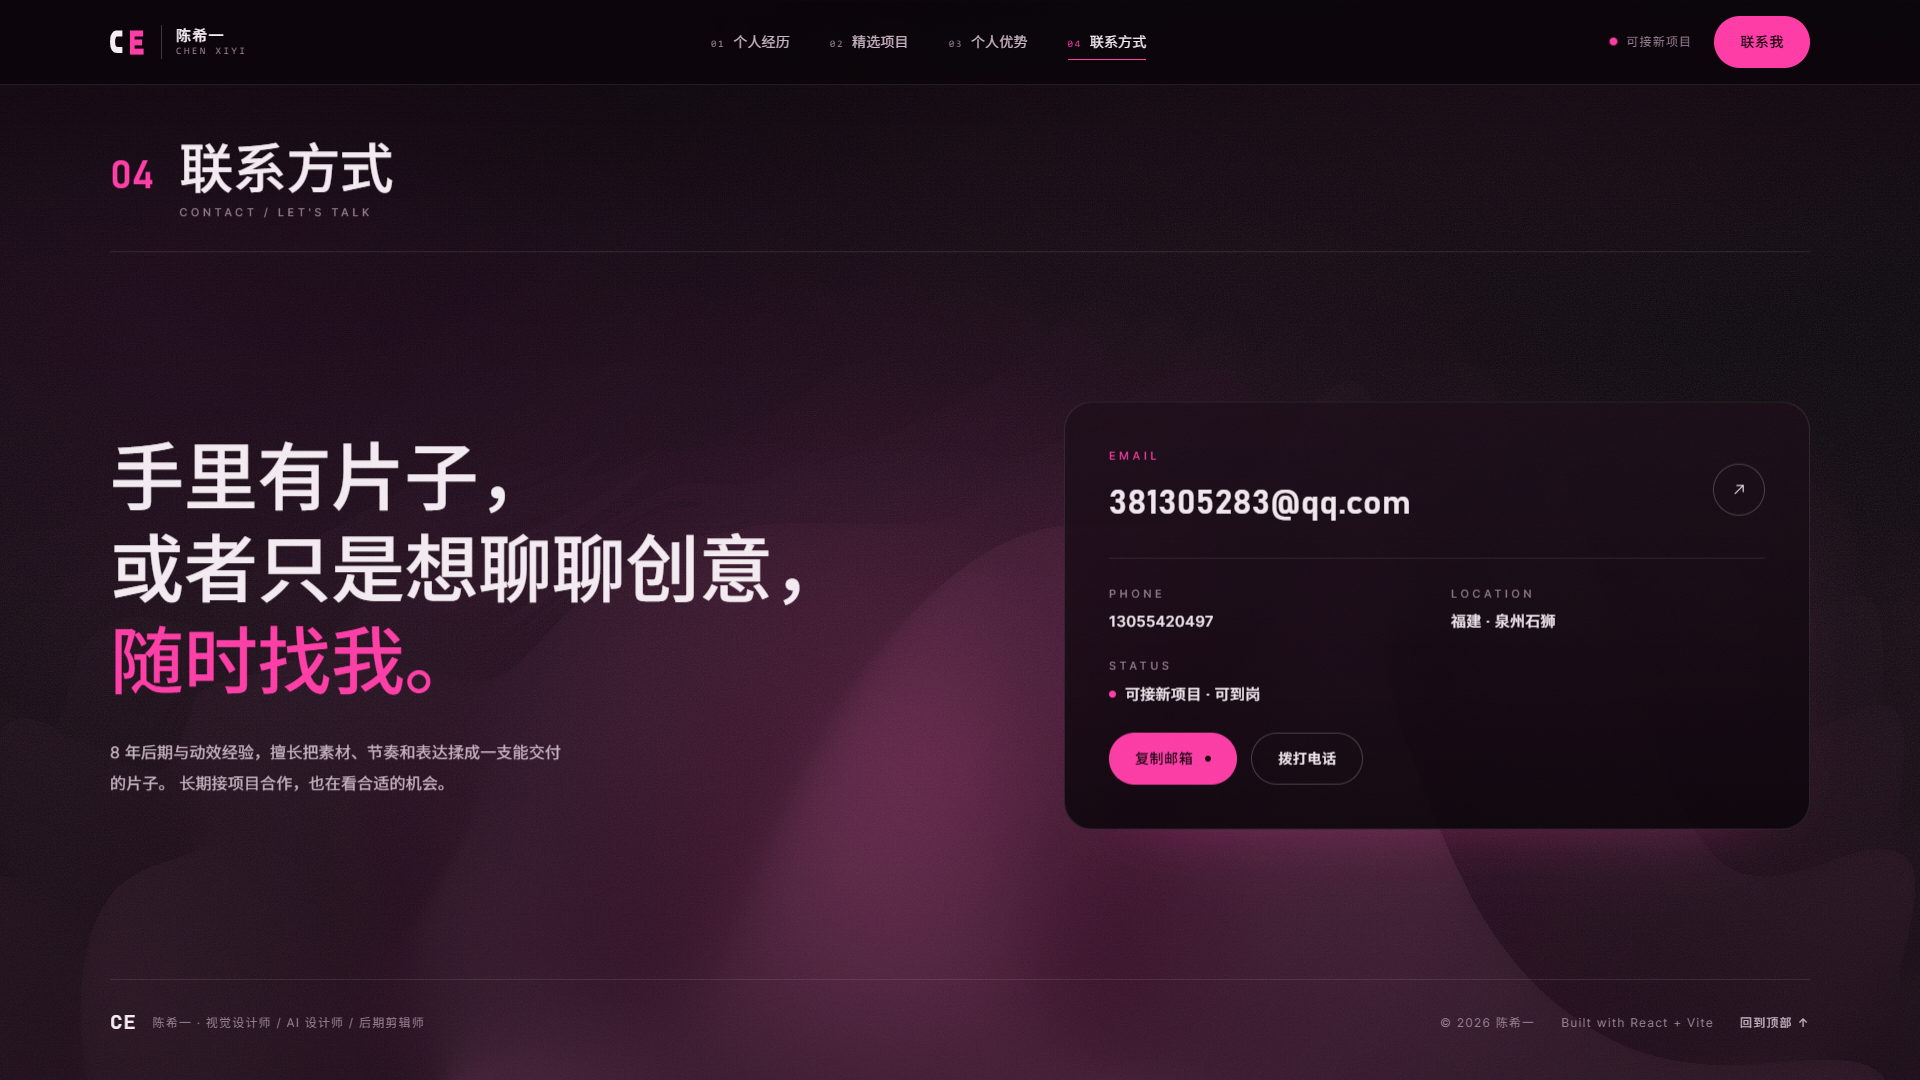 CE
陈希一
CHEN XIYI
01 个人经历
02 精选项目
03 个人优势
04 联系方式
可接新项目
联系我
04 联系方式
CONTACT / LET'S TALK
手里有片子，
或者只是想聊聊创意，
随时找我。
8 年后期与动效经验，擅长把素材、节奏和表达揉成一支能交付
的片子。 长期接项目合作，也在看合适的机会。
EMAIL
381305283@qq.com
PHONE
13055420497
LOCATION
福建 · 泉州石狮
STATUS
可接新项目 · 可到岗
复制邮箱
拨打电话
CE 陈希一 · 视觉设计师 / AI 设计师 / 后期剪辑师
© 2026 陈希一
Built with React + Vite
回到顶部 ↑